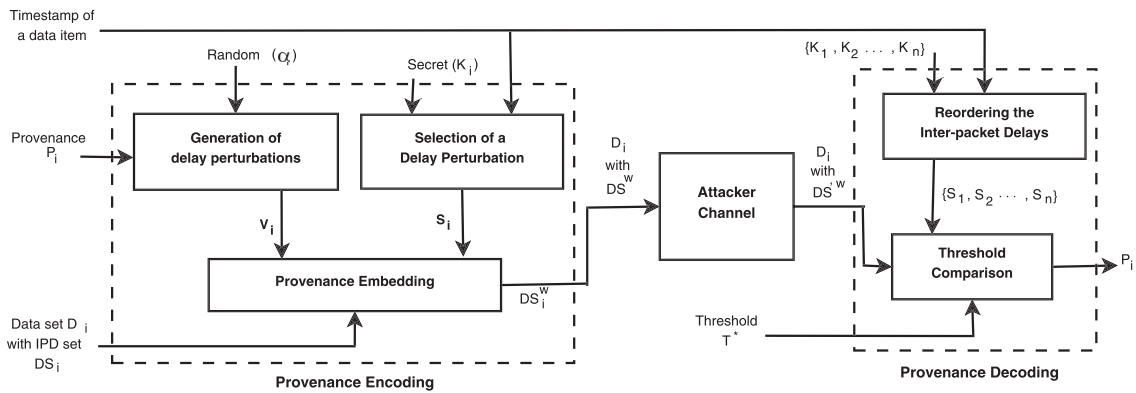 Timestamp of
a data item
Random (αᵢ)
Secret (Kᵢ)
{K₁ , K₂ · · · , Kₙ}
Provenance
Pᵢ
Generation of
delay perturbations
Selection of a
Delay Perturbation
Reordering the
Inter-packet Delays
Dᵢ
with
DSʷ
Attacker
Channel
Dᵢ
with
DS'ʷ
{S₁, S₂ · · · , Sₙ}
Vᵢ
Sᵢ
Threshold
Comparison
Pᵢ
Provenance Embedding
DSᵢʷ
Data set Dᵢ
with IPD set
DSᵢ
Threshold
T*
Provenance Encoding
Provenance Decoding